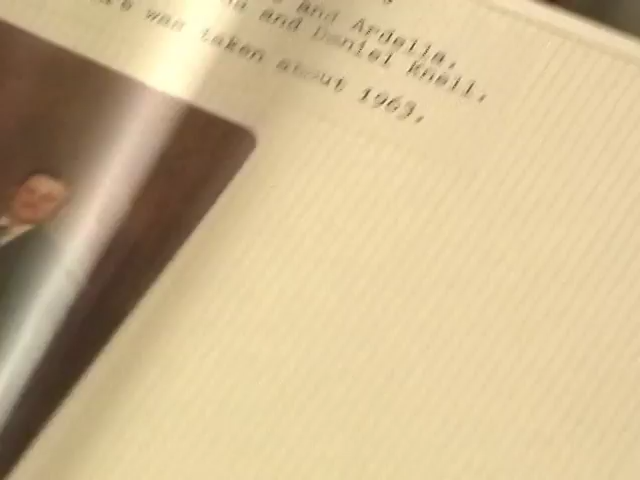 and Ardella,
and Daniel Knell,
was taken about 1963.